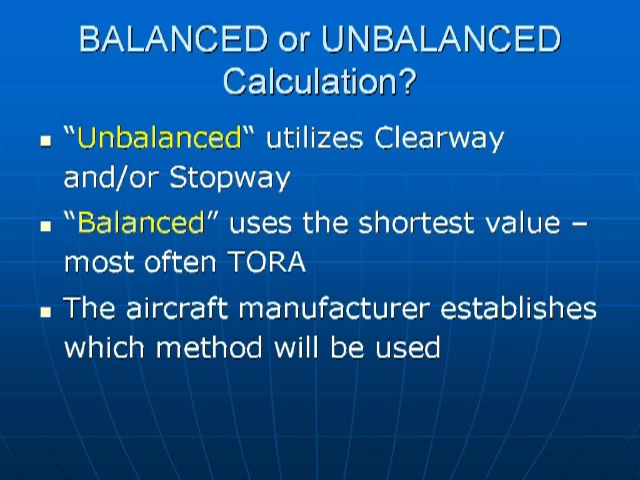 BALANCED or UNBALANCED
Calculation?
“Unbalanced“ utilizes Clearway
and/or Stopway
“Balanced” uses the shortest value –
most often TORA
The aircraft manufacturer establishes
which method will be used